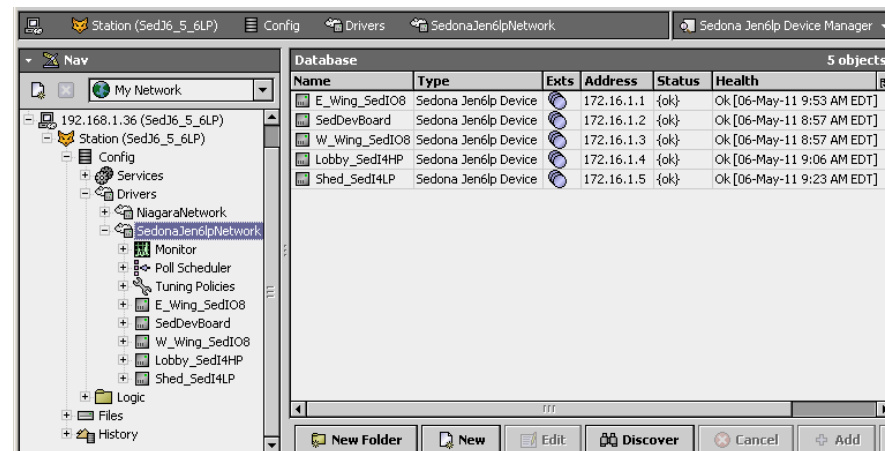 Station (SedJ6_5_6LP) Config Drivers SedonaJen6lpNetwork Sedona Jen6lp Device Manager
Nav
My Network
192.168.1.36 (SedJ6_5_6LP)
Station (SedJ6_5_6LP)
Config
Services
Drivers
NiagaraNetwork
SedonaJen6lpNetwork
Monitor
Poll Scheduler
Tuning Policies
E_Wing_SedIO8
SedDevBoard
W_Wing_SedIO8
Lobby_SedI4HP
Shed_SedI4LP
Logic
Files
History
Database 5 objects
Name Type Exts Address Status Health
E_Wing_SedIO8 Sedona Jen6lp Device 172.16.1.1 {ok} Ok [06-May-11 9:53 AM EDT]
SedDevBoard Sedona Jen6lp Device 172.16.1.2 {ok} Ok [06-May-11 8:57 AM EDT]
W_Wing_SedIO8 Sedona Jen6lp Device 172.16.1.3 {ok} Ok [06-May-11 8:57 AM EDT]
Lobby_SedI4HP Sedona Jen6lp Device 172.16.1.4 {ok} Ok [06-May-11 9:06 AM EDT]
Shed_SedI4LP Sedona Jen6lp Device 172.16.1.5 {ok} Ok [06-May-11 9:23 AM EDT]
New Folder New Edit Discover Cancel Add